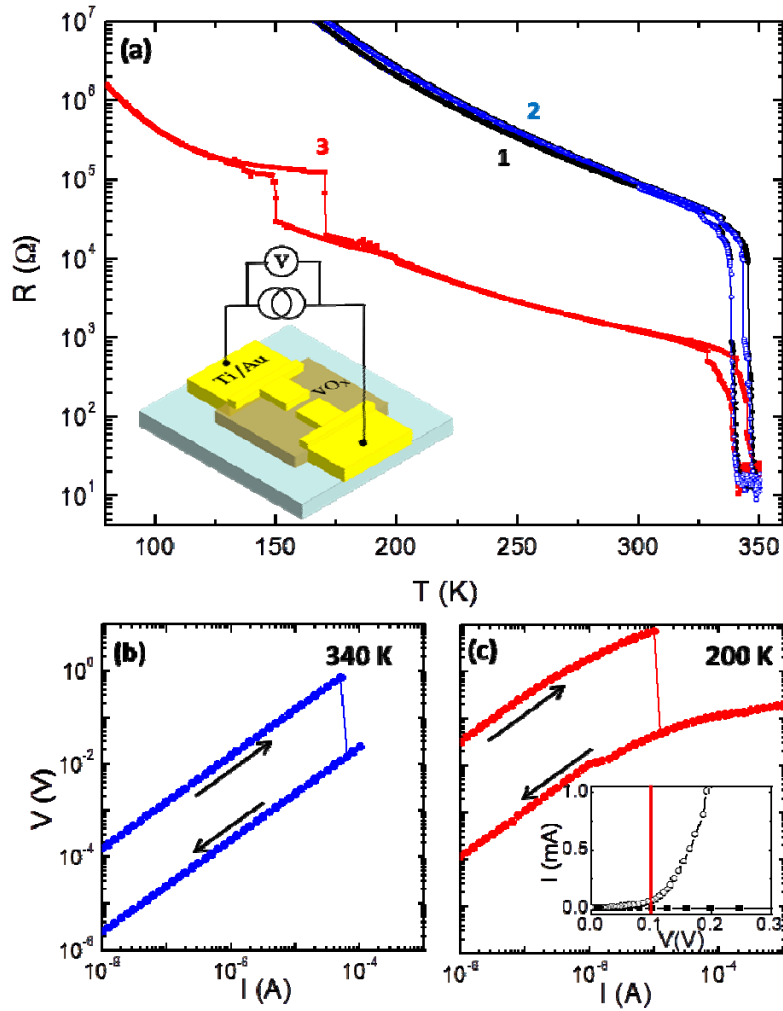 (a)
10⁷
10⁶
10⁵
10⁴
10³
10²
10¹
R (Ω)
1
2
3
V
Ti/Au
VOₓ
100 150 200 250 300 350
T (K)
(b) 340 K
10⁰
10⁻²
10⁻⁴
10⁻⁶
V (V)
10⁻⁸ 10⁻⁶ 10⁻⁴
I (A)
(c) 200 K
1.0
0.5
0.0
I (mA)
0.0 0.1 0.2 0.3
V(V)
10⁻⁸ 10⁻⁶ 10⁻⁴
I (A)